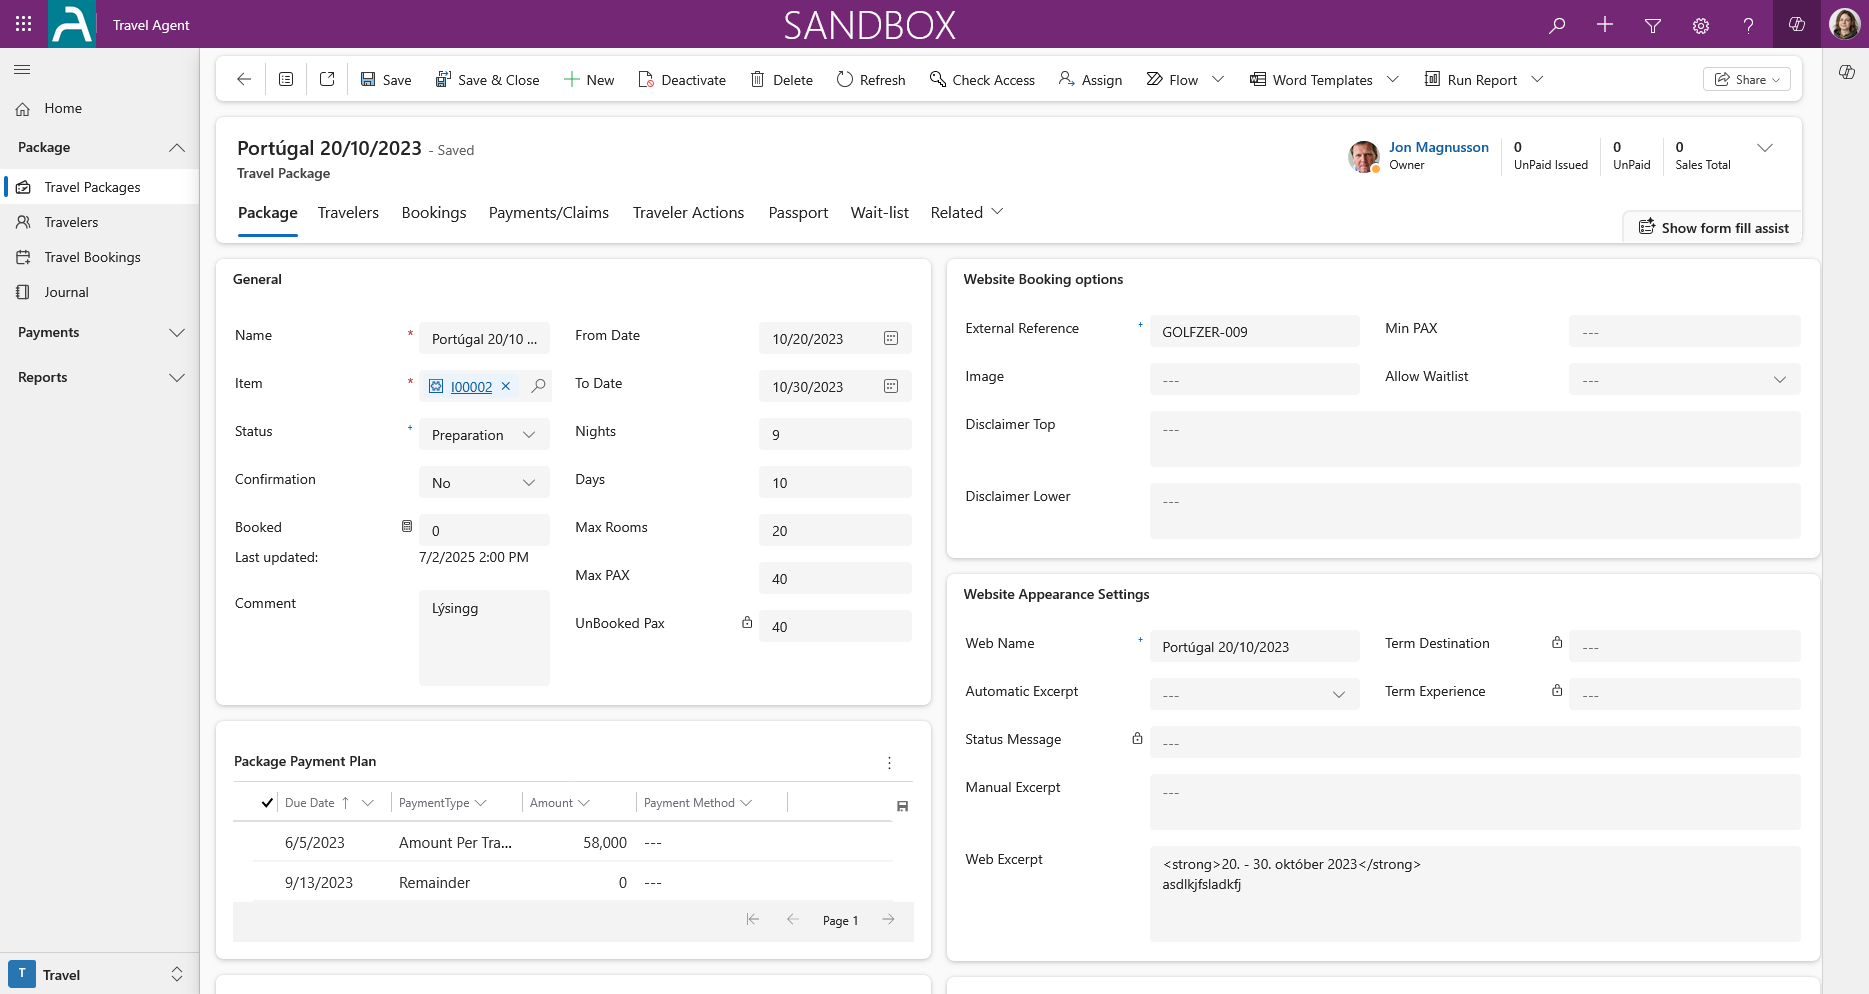 Travel Agent
SANDBOX
Home
Package
Travel Packages
Travelers
Travel Bookings
Journal
Payments
Reports
T Travel
Save
Save & Close
New
Deactivate
Delete
Refresh
Check Access
Assign
Flow
Word Templates
Run Report
Share
Portúgal 20/10/2023 - Saved
Travel Package
Jon Magnusson
Owner
0
UnPaid Issued
0
UnPaid
0
Sales Total
Package Travelers Bookings Payments/Claims Traveler Actions Passport Wait-list Related
Show form fill assist
General
Name * Portúgal 20/10 ...
Item * I00002
Status + Preparation
Confirmation No
Booked 0
Last updated: 7/2/2025 2:00 PM
Comment Lýsingg
From Date 10/20/2023
To Date 10/30/2023
Nights 9
Days 10
Max Rooms 20
Max PAX 40
UnBooked Pax 40
Package Payment Plan
Due Date PaymentType Amount Payment Method
6/5/2023 Amount Per Tra... 58,000 ---
9/13/2023 Remainder 0 ---
Page 1
Website Booking options
External Reference + GOLFZER-009
Min PAX ---
Image ---
Allow Waitlist ---
Disclaimer Top ---
Disclaimer Lower ---
Website Appearance Settings
Web Name + Portúgal 20/10/2023
Term Destination ---
Automatic Excerpt ---
Term Experience ---
Status Message ---
Manual Excerpt ---
Web Excerpt <strong>20. - 30. október 2023</strong>
asdlkjfsladkfj